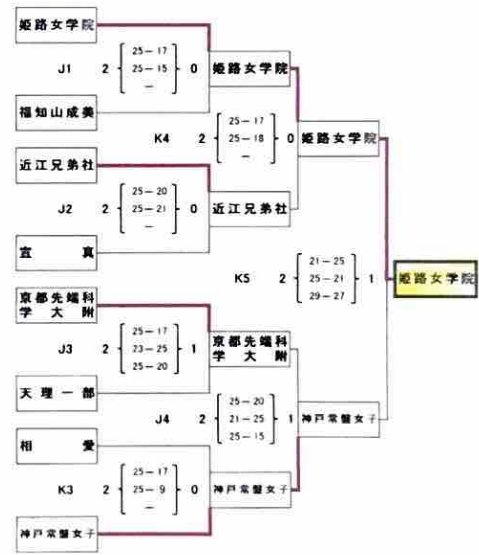 姫路女学院
J1 2 25-17 0
25-15
-
姫路女学院
福知山成美
K4 2 25-17 0
25-18
-
姫路女学院
近江兄弟社
J2 2 25-20 0
25-21
-
近江兄弟社
宣真
K5 2 21-25 1
25-21
29-27
姫路女学院
京都先端科
学大附
J3 2 25-17 1
23-25
25-20
京都先端科
学大附
天理一部
J4 2 25-20 1
21-25
25-15
神戸常盤女子
相愛
K3 2 25-17 0
25-9
-
神戸常盤女子
神戸常盤女子